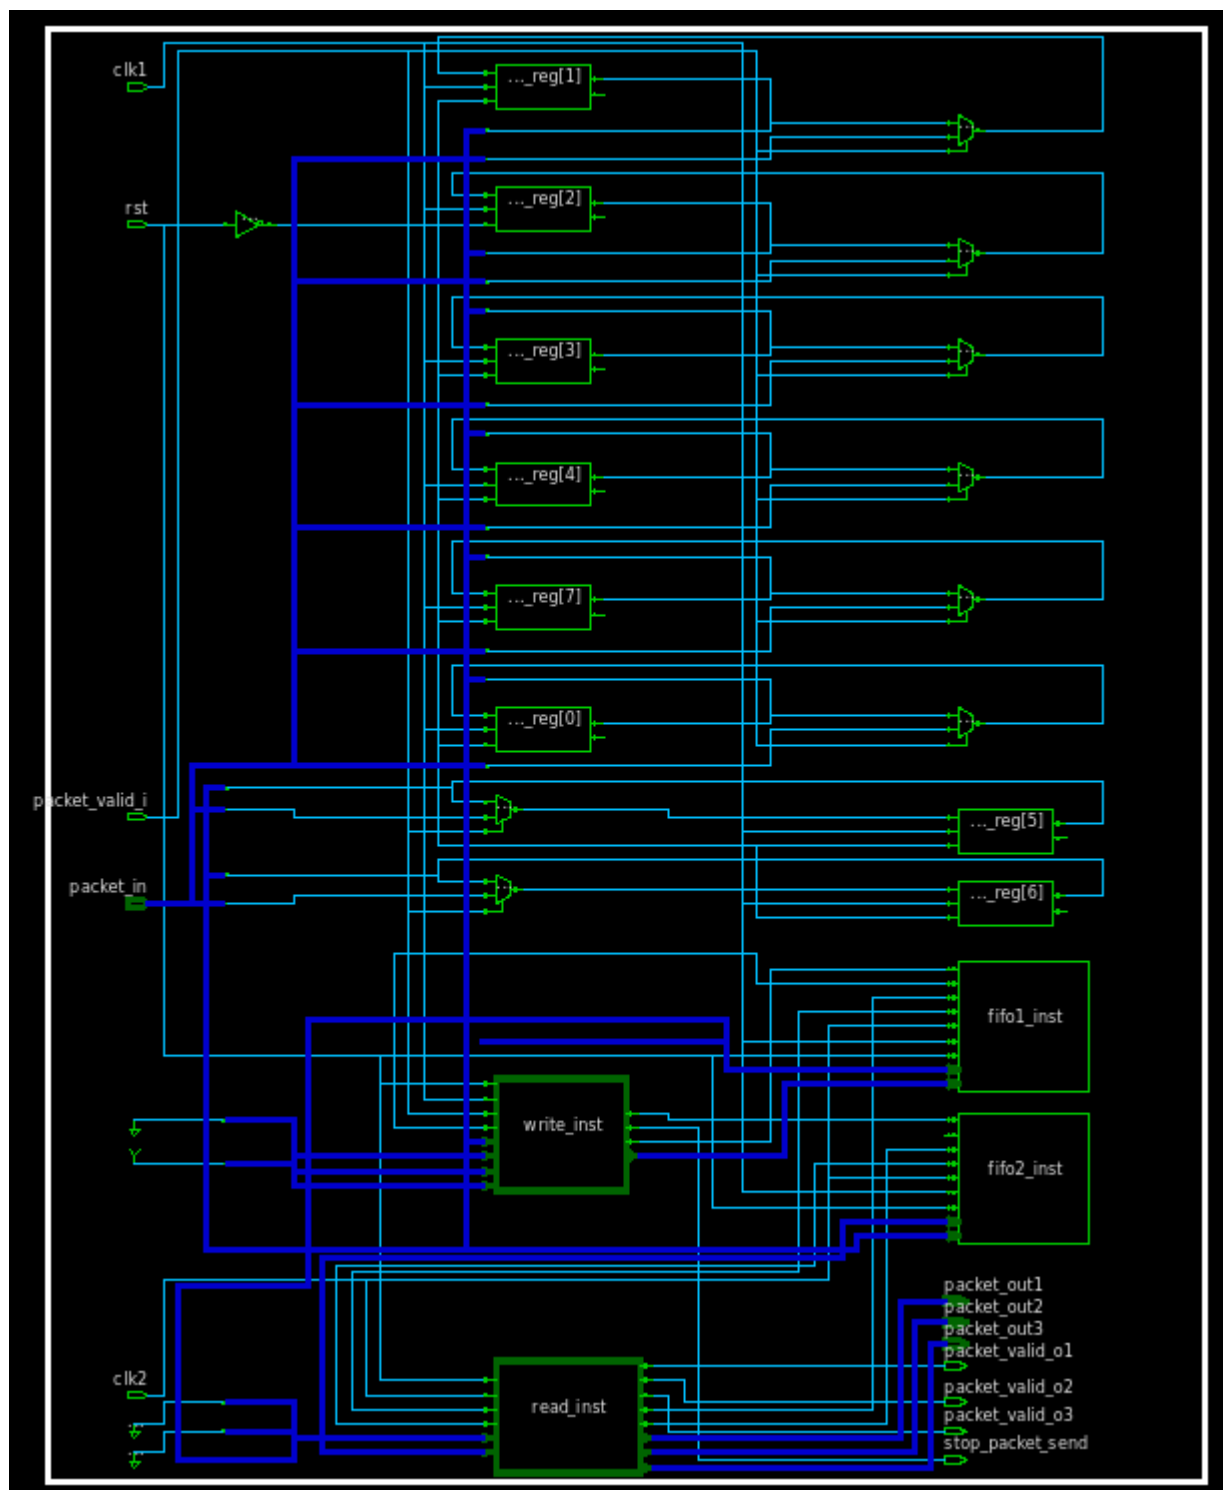 clk1
..._reg[1]
rst
..._reg[2]
..._reg[3]
..._reg[4]
..._reg[7]
..._reg[0]
packet_valid_i
..._reg[5]
packet_in
..._reg[6]
fifo1_inst
write_inst
fifo2_inst
packet_out1
packet_out2
packet_out3
packet_valid_o1
clk2
packet_valid_o2
read_inst
packet_valid_o3
stop_packet_send